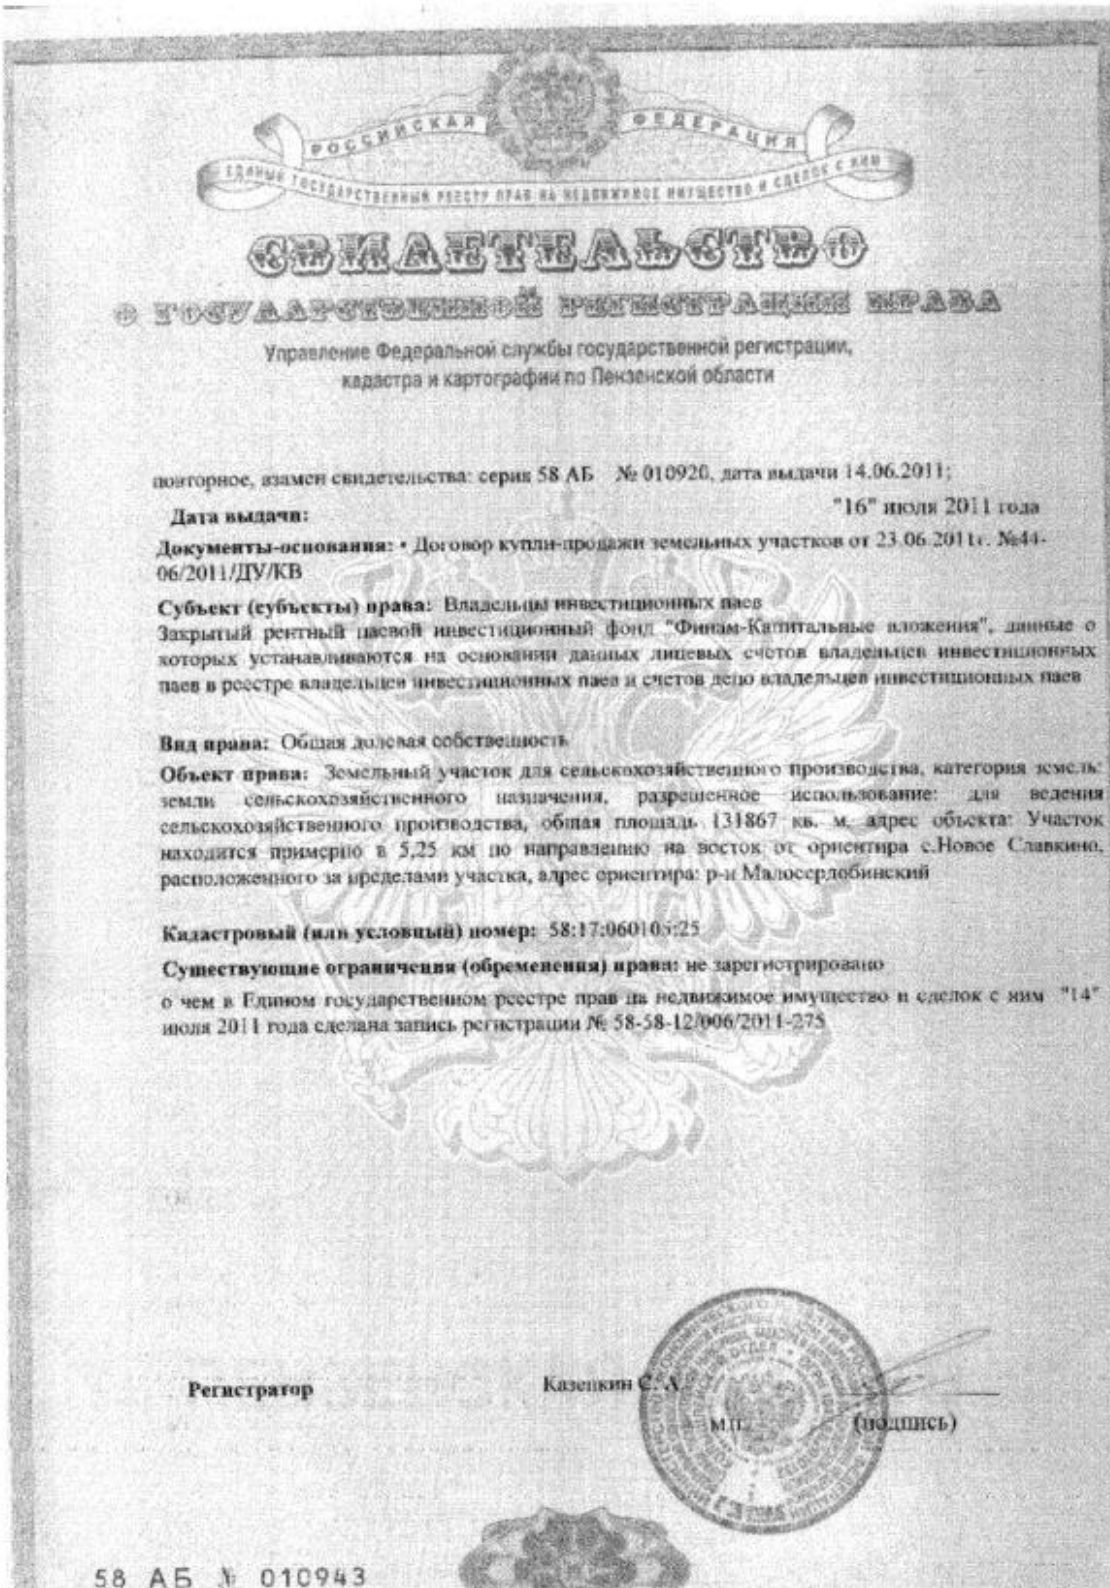 РОССИЙСКАЯ ФЕДЕРАЦИЯ
ЕДИНЫЙ ГОСУДАРСТВЕННЫЙ РЕЕСТР ПРАВ НА НЕДВИЖИМОЕ ИМУЩЕСТВО И СДЕЛОК С НИМ
СВИДЕТЕЛЬСТВО
О ГОСУДАРСТВЕННОЙ РЕГИСТРАЦИИ ПРАВА
Управление Федеральной службы государственной регистрации,
кадастра и картографии по Пензенской области
повторное, взамен свидетельства: серия 58 АБ № 010920, дата выдачи 14.06.2011;
Дата выдачи: "16" июля 2011 года
Документы-основания: • Договор купли-продажи земельных участков от 23.06.2011г. №44-
06/2011/ДУ/КВ
Субъект (субъекты) права: Владельцы инвестиционных паев
Закрытый рентный паевой инвестиционный фонд "Финам-Капитальные вложения", данные о
которых устанавливаются на основании данных лицевых счетов владельцев инвестиционных
паев в реестре владельцев инвестиционных паев и счетов депо владельцев инвестиционных паев
Вид права: Общая долевая собственность
Объект права: Земельный участок для сельскохозяйственного производства, категория земель:
земли сельскохозяйственного назначения, разрешенное использование: для ведения
сельскохозяйственного производства, общая площадь 131867 кв. м, адрес объекта: Участок
находится примерно в 5,25 км по направлению на восток от ориентира с.Новое Славкино,
расположенного за пределами участка, адрес ориентира: р-н Малосердобинский
Кадастровый (или условный) номер: 58:17:060105:25
Существующие ограничения (обременения) права: не зарегистрировано
о чем в Едином государственном реестре прав на недвижимое имущество и сделок с ним "14"
июля 2011 года сделана запись регистрации № 58-58-12/006/2011-275
Регистратор Казенкин С. А.
М.П. (подпись)
58 АБ № 010943